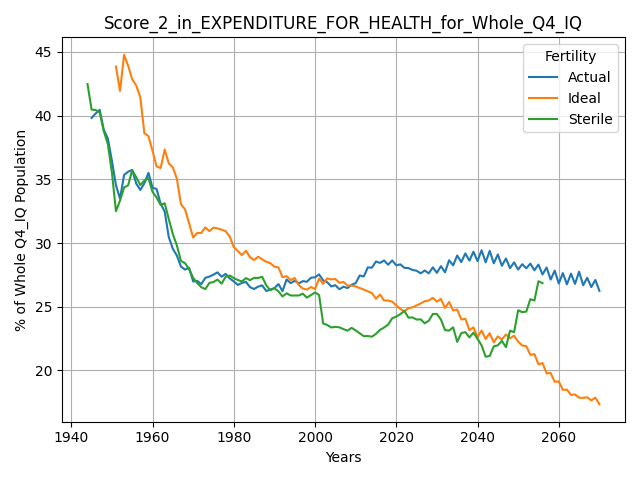 Score_2_in_EXPENDITURE_FOR_HEALTH_for_Whole_Q4_IQ
Fertility
Actual
Ideal
Sterile
% of Whole Q4_IQ Population
45
40
35
30
25
20
1940
1960
1980
2000
2020
2040
2060
Years